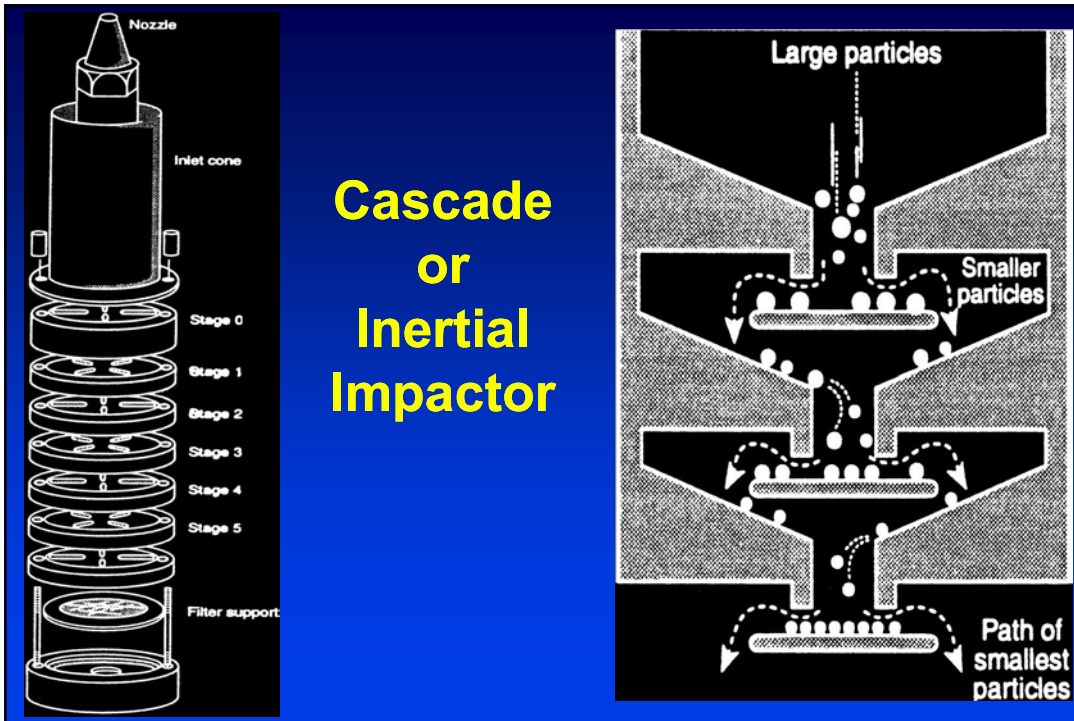 Nozzle
Inlet cone
Stage 0
Stage 1
Stage 2
Stage 3
Stage 4
Stage 5
Filter support
Cascade
or
Inertial
Impactor
Large particles
Smaller
particles
Path of
smallest
particles